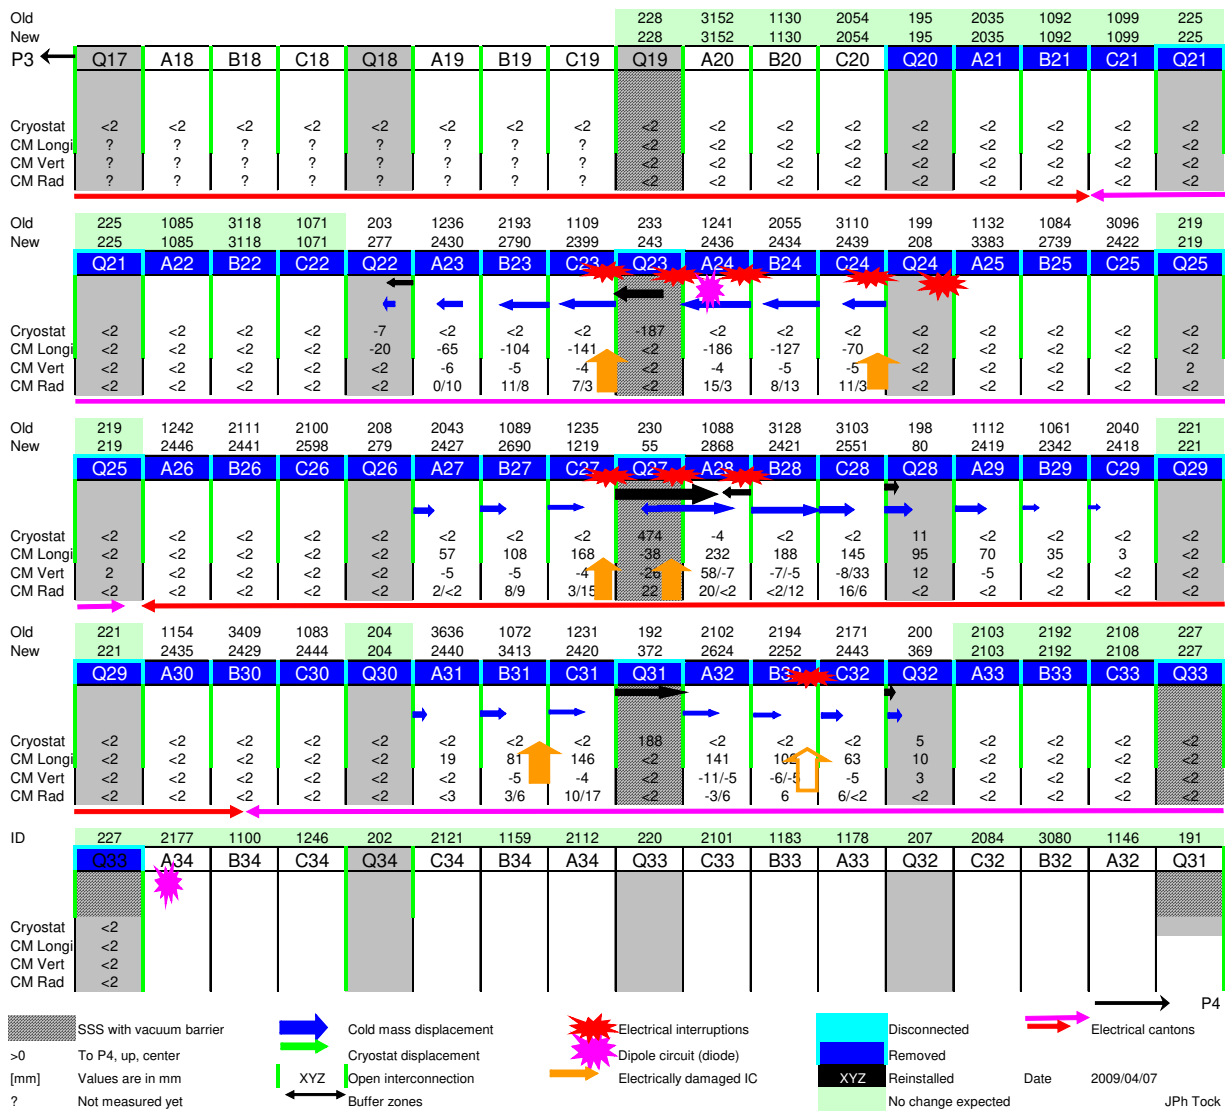 Old 228 3152 1130 2054 195 2035 1092 1099 225
New 228 3152 1130 2054 195 2035 1092 1099 225
P3 Q17 A18 B18 C18 Q18 A19 B19 C19 Q19 A20 B20 C20 Q20 A21 B21 C21 Q21
Cryostat <2 <2 <2 <2 <2 <2 <2 <2 <2 <2 <2 <2 <2 <2 <2 <2 <2
CM Longi ? ? ? ? ? ? ? ? <2 <2 <2 <2 <2 <2 <2 <2 <2
CM Vert ? ? ? ? ? ? ? ? <2 <2 <2 <2 <2 <2 <2 <2 <2
CM Rad ? ? ? ? ? ? ? ? <2 <2 <2 <2 <2 <2 <2 <2 <2
Old 225 1085 3118 1071 203 1236 2193 1109 233 1241 2055 3110 199 1132 1084 3096 219
New 225 1085 3118 1071 277 2430 2790 2399 243 2436 2434 2439 208 3383 2739 2422 219
Q21 A22 B22 C22 Q22 A23 B23 C23 Q23 A24 B24 C24 Q24 A25 B25 C25 Q25
Cryostat <2 <2 <2 <2 -7 <2 <2 <2 -187 <2 <2 <2 <2 <2 <2 <2 <2
CM Longi <2 <2 <2 <2 -20 -65 -104 -141 <2 -186 -127 -70 <2 <2 <2 <2 <2
CM Vert <2 <2 <2 <2 <2 -6 -5 -4 <2 -4 -5 -5 <2 <2 <2 <2 2
CM Rad <2 <2 <2 <2 <2 0/10 11/8 7/3 <2 15/3 8/13 11/3 <2 <2 <2 <2 <2
Old 219 1242 2111 2100 208 2043 1089 1235 230 1088 3128 3103 198 1112 1061 2040 221
New 219 2446 2441 2598 279 2427 2690 1219 55 2868 2421 2551 80 2419 2342 2418 221
Q25 A26 B26 C26 Q26 A27 B27 C27 Q27 A28 B28 C28 Q28 A29 B29 C29 Q29
Cryostat <2 <2 <2 <2 <2 <2 <2 <2 474 -4 <2 <2 11 <2 <2 <2 <2
CM Longi <2 <2 <2 <2 <2 57 108 168 -38 232 188 145 95 70 35 3 <2
CM Vert 2 <2 <2 <2 <2 -5 -5 -4 58/-7 -7/-5 -8/33 12 -5 <2 <2 <2
CM Rad <2 <2 <2 <2 <2 2/<2 8/9 3/15 22 20/<2 <2/12 16/6 <2 <2 <2 <2 <2
Old 221 1154 3409 1083 204 3636 1072 1231 192 2102 2194 2171 200 2103 2192 2108 227
New 221 2435 2429 2444 204 2440 3413 2420 372 2624 2252 2443 369 2103 2192 2108 227
Q29 A30 B30 C30 Q30 A31 B31 C31 Q31 A32 C32 Q32 A33 B33 C33 Q33
Cryostat <2 <2 <2 <2 <2 <2 <2 <2 188 <2 <2 <2 5 <2 <2 <2 <2
CM Longi <2 <2 <2 <2 <2 19 81 146 <2 141 63 10 <2 <2 <2 <2
CM Vert <2 <2 <2 <2 <2 <2 -5 -4 <2 -11/-5 -6/-5 -5 3 <2 <2 <2 <2
CM Rad <2 <2 <2 <2 <2 <3 3/6 10/17 <2 -3/6 6 6/<2 <2 <2 <2 <2 <2
ID 227 2177 1100 1246 202 2121 1159 2112 220 2101 1183 1178 207 2084 3080 1146 191
Q33 A34 B34 C34 Q34 C34 B34 A34 Q33 C33 B33 A33 Q32 C32 B32 A32 Q31
Cryostat <2
CM Longi <2
CM Vert <2
CM Rad <2
P4
SSS with vacuum barrier Cold mass displacement Electrical interruptions Disconnected Electrical cantons
>0 To P4, up, center Cryostat displacement Dipole circuit (diode) Removed
[mm] Values are in mm XYZ Open interconnection Electrically damaged IC XYZ Reinstalled Date 2009/04/07
? Not measured yet Buffer zones No change expected JPh Tock